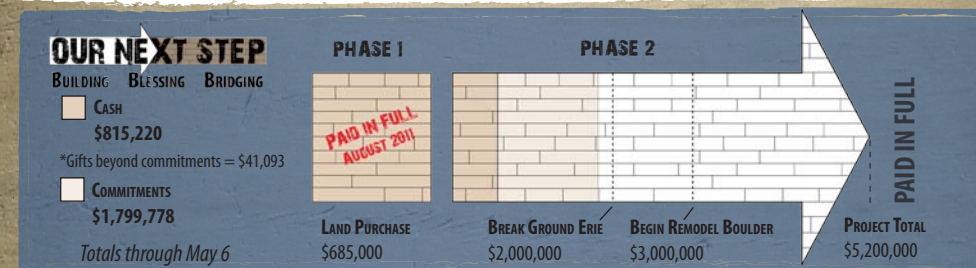 OUR NEXT STEP
BUILDING BLESSING BRIDGING
CASH
$815,220
*Gifts beyond commitments = $41,093
COMMITMENTS
$1,799,778
Totals through May 6
PHASE 1
PAID IN FULL
AUGUST 2011
LAND PURCHASE
$685,000
PHASE 2
BREAK GROUND ERIE
$2,000,000
BEGIN REMODEL BOULDER
$3,000,000
PAID IN FULL
PROJECT TOTAL
$5,200,000